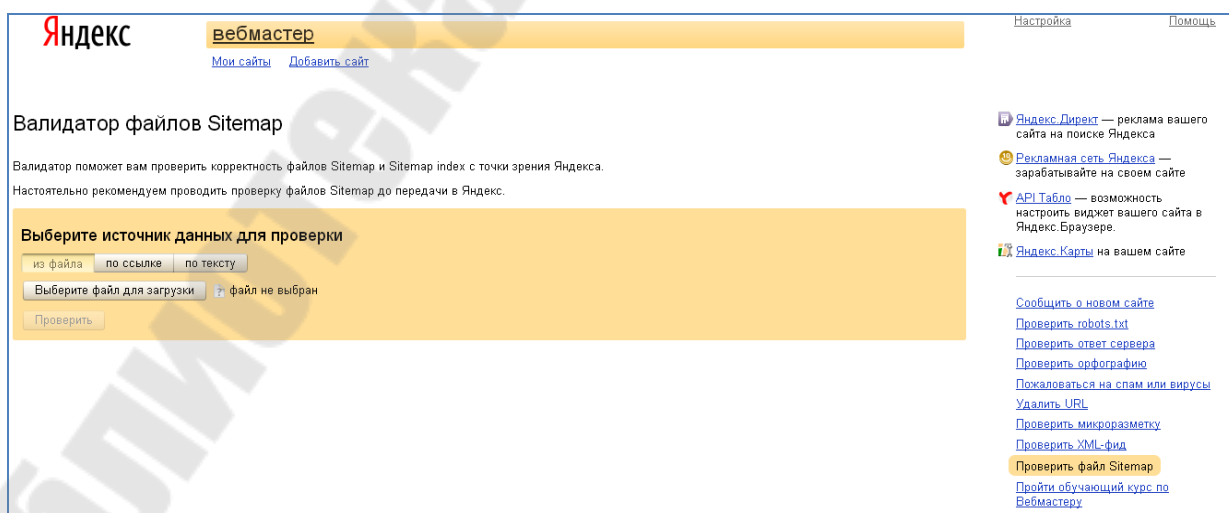 Яндекс
вебмастер
Мои сайты Добавить сайт
Настройка Помощь
Валидатор файлов Sitemap
Валидатор поможет вам проверить корректность файлов Sitemap и Sitemap index с точки зрения Яндекса.
Настоятельно рекомендуем проводить проверку файлов Sitemap до передачи в Яндекс.
Выберите источник данных для проверки
из файла по ссылке по тексту
Выберите файл для загрузки ? файл не выбран
Проверить
Яндекс.Директ — реклама вашего
сайта на поиске Яндекса
Рекламная сеть Яндекса —
зарабатывайте на своем сайте
API Табло — возможность
настроить виджет вашего сайта в
Яндекс.Браузере.
Яндекс.Карты на вашем сайте
Сообщить о новом сайте
Проверить robots.txt
Проверить ответ сервера
Проверить орфографию
Пожаловаться на спам или вирусы
Удалить URL
Проверить микроразметку
Проверить XML-фид
Проверить файл Sitemap
Пройти обучающий курс по
Вебмастеру